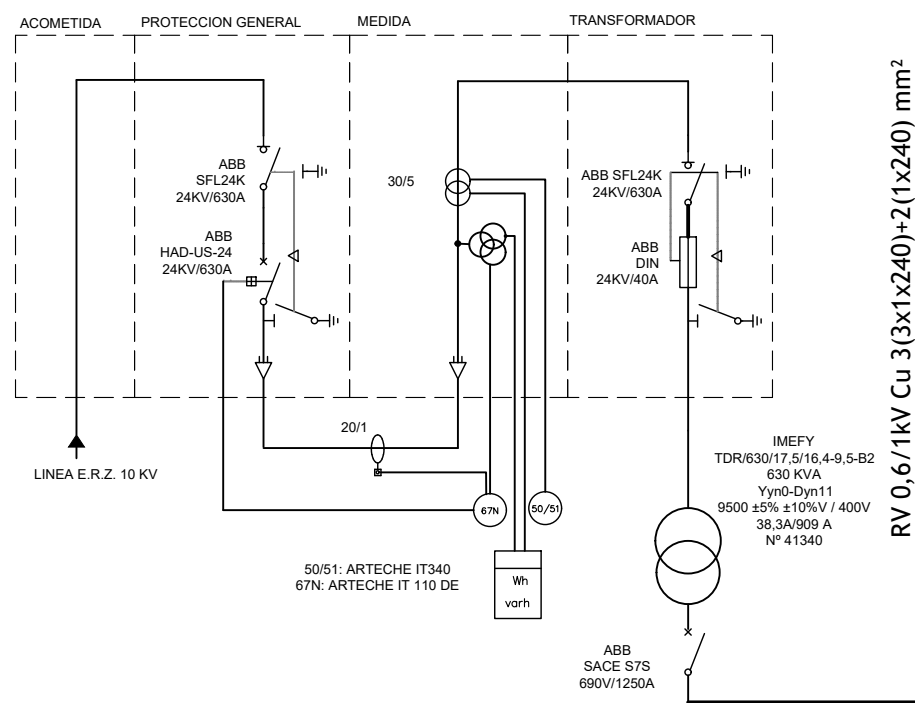 ACOMETIDA
PROTECCION GENERAL
MEDIDA
TRANSFORMADOR
ABB
SFL24K
24KV/630A
ABB
HAD-US-24
24KV/630A
30/5
ABB SFL24K
24KV/630A
ABB
DIN
24KV/40A
20/1
LINEA E.R.Z. 10 KV
67N
50/51
50/51: ARTECHE IT340
67N: ARTECHE IT 110 DE
Wh
varh
IMEFY
TDR/630/17,5/16,4-9,5-B2
630 KVA
Yyn0-Dyn11
9500 ±5% ±10%V / 400V
38,3A/909 A
Nº 41340
ABB
SACE S7S
690V/1250A
RV 0,6/1kV Cu 3(3x1x240)+2(1x240) mm²